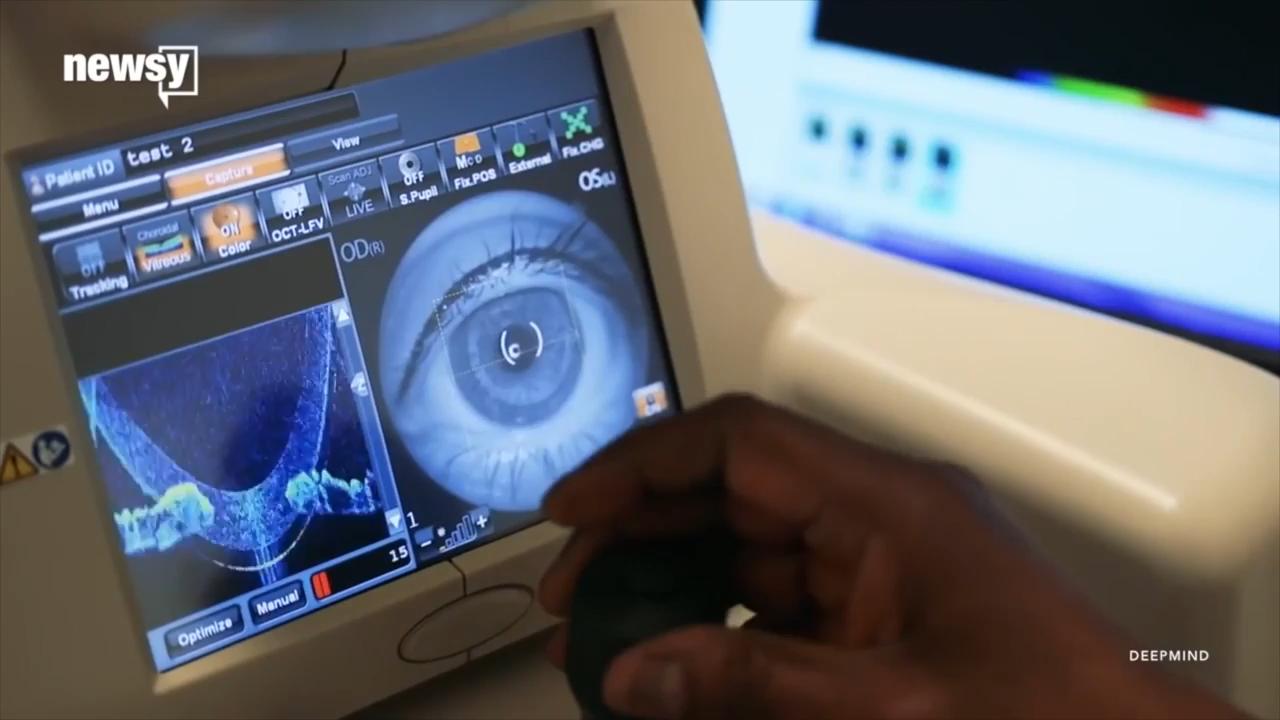 newsy
Patient ID
test 2
Menu
Capture
View
OFF
Tracking
Choroidal
Vitreous
ON
Color
OFF
OCT-LFV
Scan ADJ
LIVE
OFF
S.Pupil
Fix.POS
External
Fix.CHG
OD(R)
OS(L)
1
- +
15
Optimize
Manual
DEEPMIND